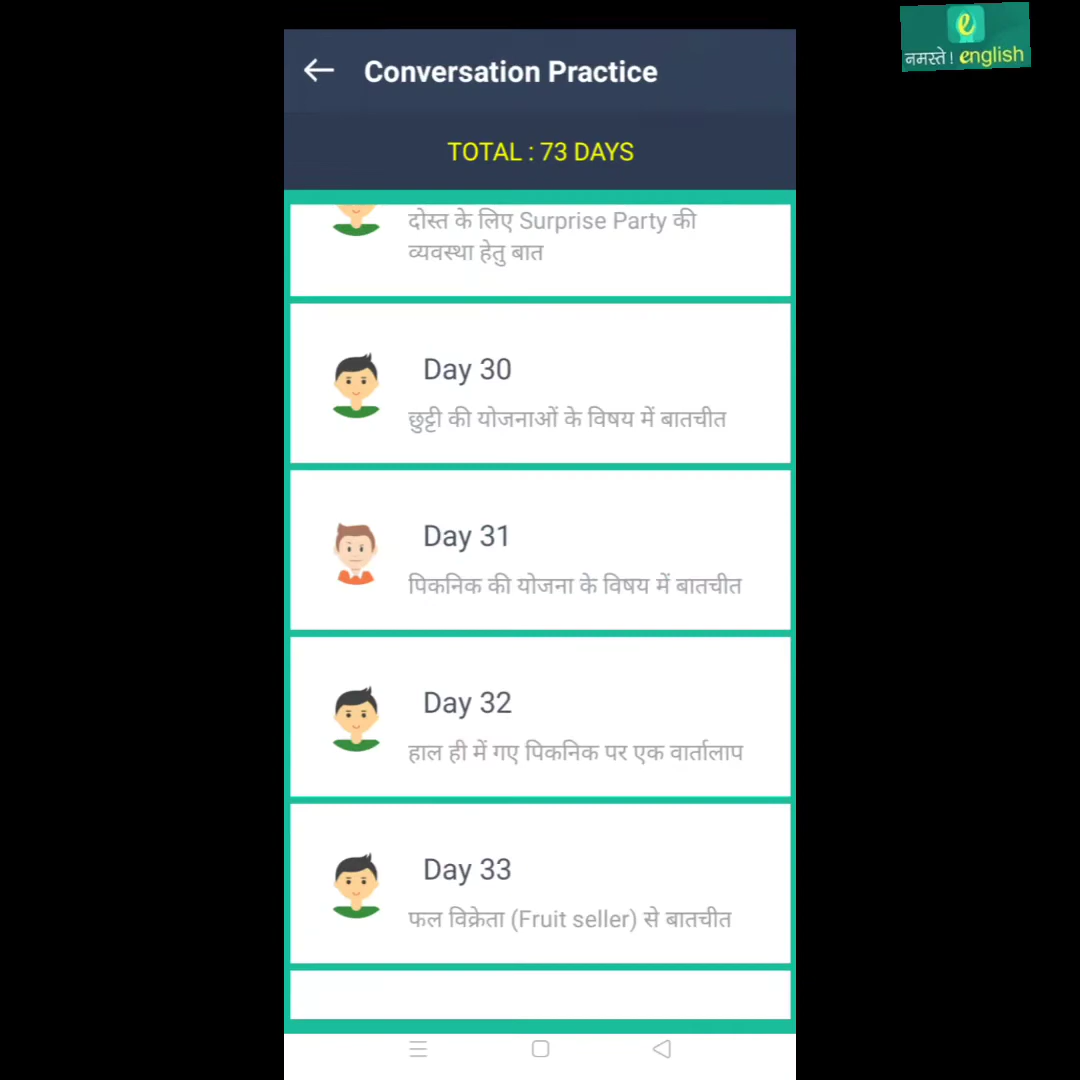 e
नमस्ते ! english
Conversation Practice
TOTAL : 73 DAYS
दोस्त के लिए Surprise Party की
व्यवस्था हेतु बात
Day 30
छुट्टी की योजनाओं के विषय में बातचीत
Day 31
पिकनिक की योजना के विषय में बातचीत
Day 32
हाल ही में गए पिकनिक पर एक वार्तालाप
Day 33
फल विक्रेता (Fruit seller) से बातचीत